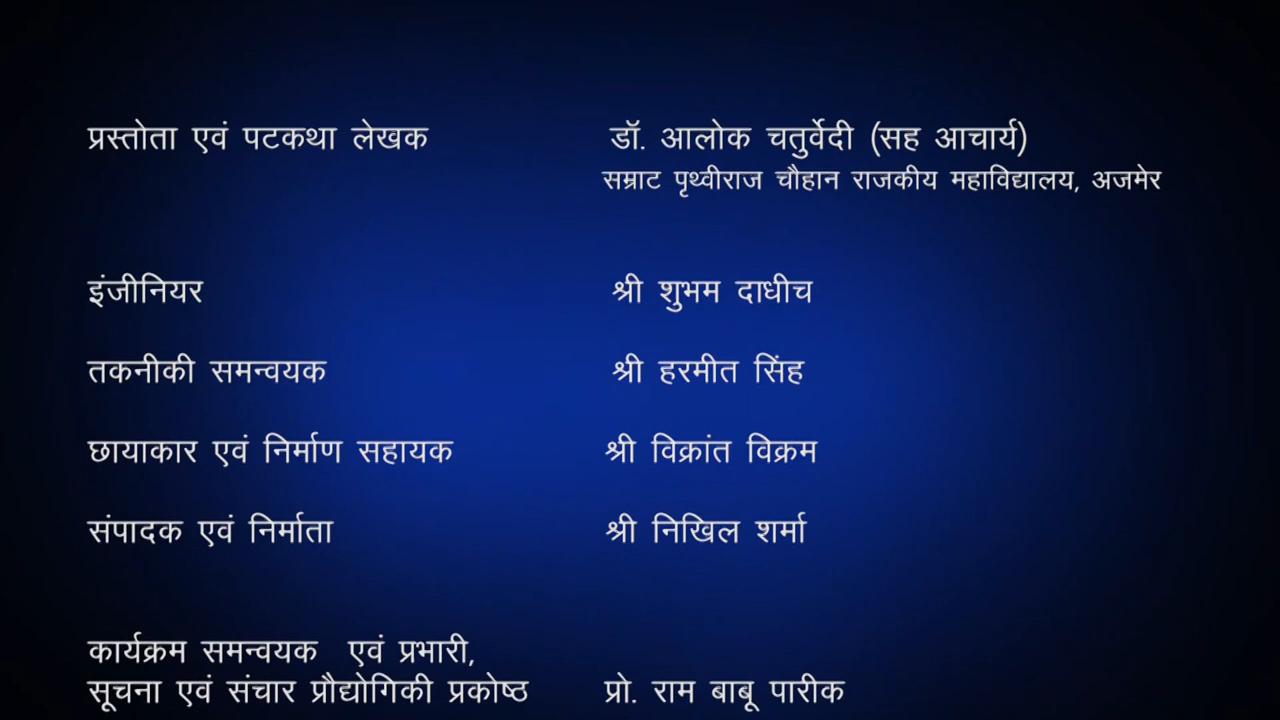 प्रस्तोता एवं पटकथा लेखक डॉ. आलोक चतुर्वेदी (सह आचार्य)
सम्राट पृथ्वीराज चौहान राजकीय महाविद्यालय, अजमेर
इंजीनियर श्री शुभम दाधीच
तकनीकी समन्वयक श्री हरमीत सिंह
छायाकार एवं निर्माण सहायक श्री विक्रांत विक्रम
संपादक एवं निर्माता श्री निखिल शर्मा
कार्यक्रम समन्वयक एवं प्रभारी,
सूचना एवं संचार प्रौद्योगिकी प्रकोष्ठ प्रो. राम बाबू पारीक